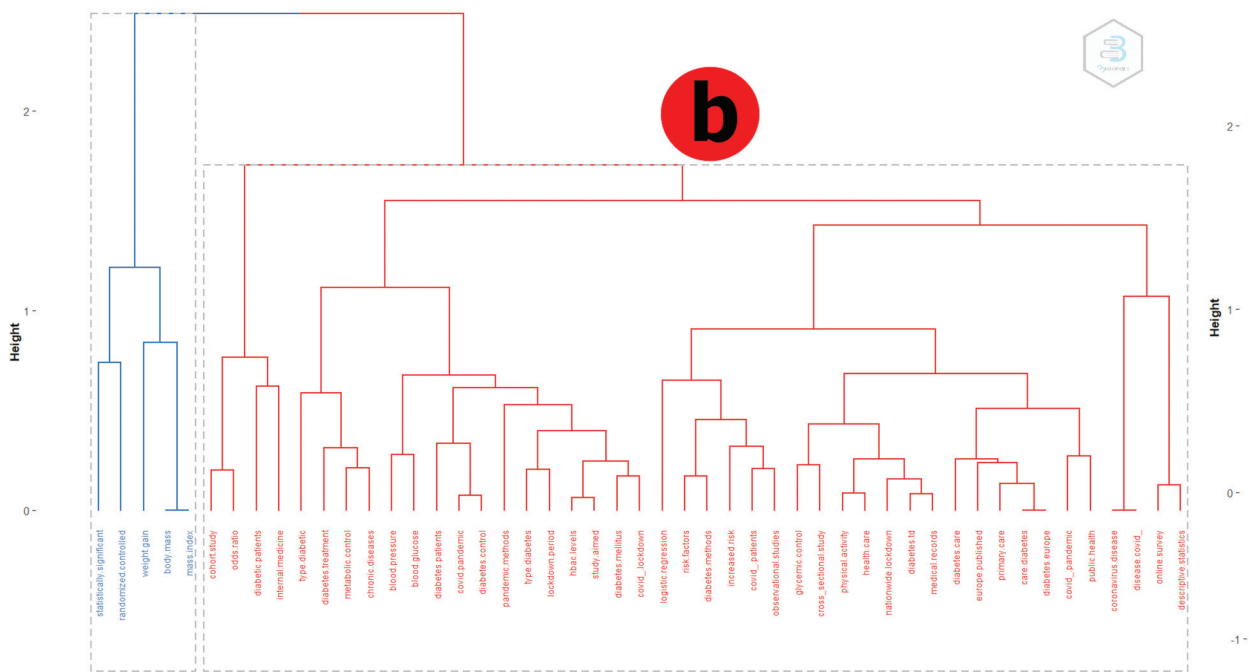 b
2
1
0
Height
2
1
0
-1
Height
statistically significant
randomized.controlled
weight.gain
body.mass
mass.index
cohort.study
odds.ratio
diabetic.patients
internal.medicine
type.diabetic
diabetes.treatment
metabolic.control
chronic.diseases
blood.pressure
blood.glucose
diabetes.patients
covid.pandemic
diabetes.control
pandemic.methods
type.diabetes
lockdown.period
hbac.levels
study.aimed
diabetes.mellitus
covid_.lockdown
logistic.regression
risk.factors
diabetes.methods
increased.risk
covid_.patients
observational.studies
glycemic.control
cross_sectional.study
physical.activity
health.care
nationwide.lockdown
diabetes.td
medical.records
diabetes.care
europe.published
primary.care
care.diabetes
diabetes.europe
covid_.pandemic
public.health
coronavirus.disease
disease.covid_
online.survey
descriptive.statistics